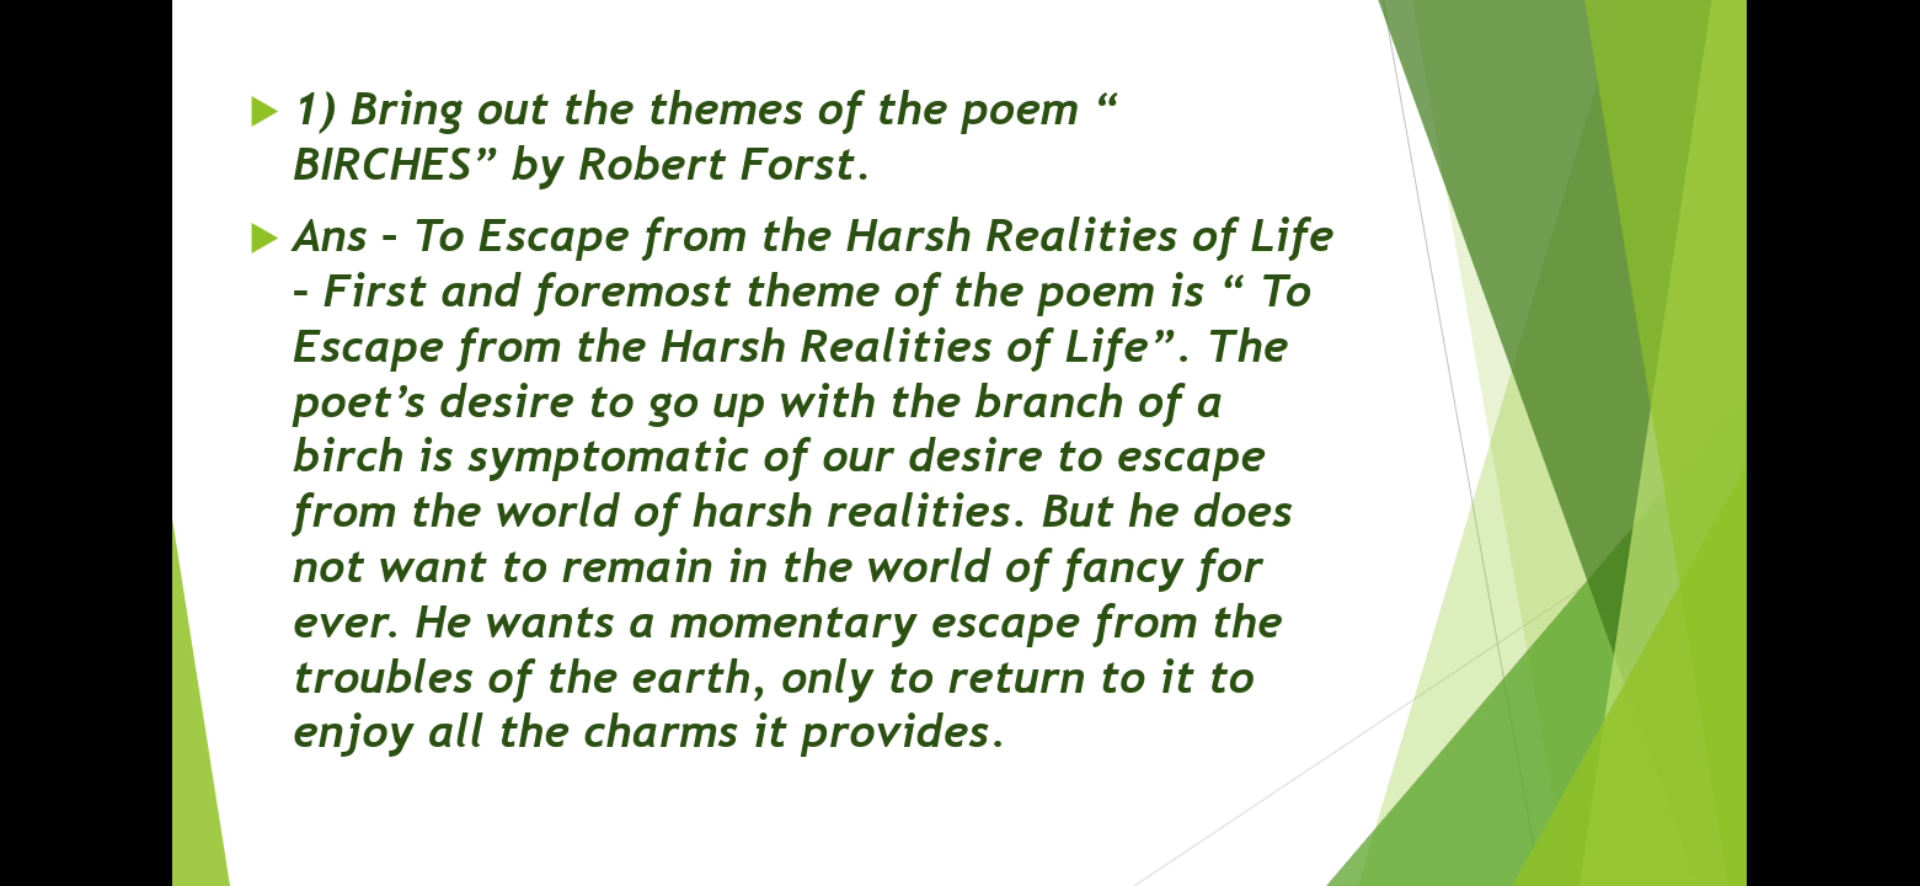 1) Bring out the themes of the poem “
BIRCHES” by Robert Forst.
Ans – To Escape from the Harsh Realities of Life
– First and foremost theme of the poem is “ To
Escape from the Harsh Realities of Life”. The
poet’s desire to go up with the branch of a
birch is symptomatic of our desire to escape
from the world of harsh realities. But he does
not want to remain in the world of fancy for
ever. He wants a momentary escape from the
troubles of the earth, only to return to it to
enjoy all the charms it provides.